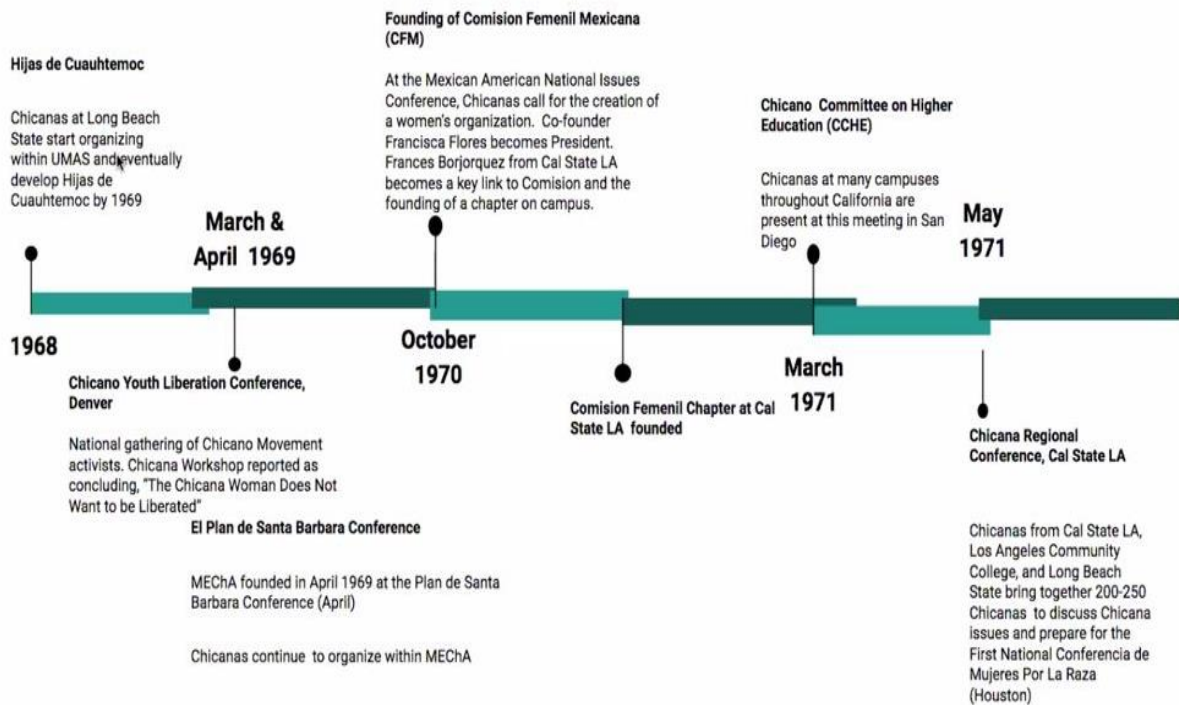 Hijas de Cuauhtemoc
Chicanas at Long Beach
State start organizing
within UMAS and eventually
develop Hijas de
Cuauhtemoc by 1969
1968
March &
April 1969
Chicano Youth Liberation Conference,
Denver
National gathering of Chicano Movement
activists. Chicana Workshop reported as
concluding, "The Chicana Woman Does Not
Want to be Liberated"
El Plan de Santa Barbara Conference
MEChA founded in April 1969 at the Plan de Santa
Barbara Conference (April)
Chicanas continue to organize within MEChA
Founding of Comision Femenil Mexicana
(CFM)
At the Mexican American National Issues
Conference, Chicanas call for the creation of
a women's organization. Co-founder
Francisca Flores becomes President.
Frances Borjorquez from Cal State LA
becomes a key link to Comision and the
founding of a chapter on campus.
October
1970
Comision Femenil Chapter at Cal
State LA founded
Chicano Committee on Higher
Education (CCHE)
Chicanas at many campuses
throughout California are
present at this meeting in San
Diego
March
1971
May
1971
Chicana Regional
Conference, Cal State LA
Chicanas from Cal State LA,
Los Angeles Community
College, and Long Beach
State bring together 200-250
Chicanas to discuss Chicana
issues and prepare for the
First National Conferencia de
Mujeres Por La Raza
(Houston)